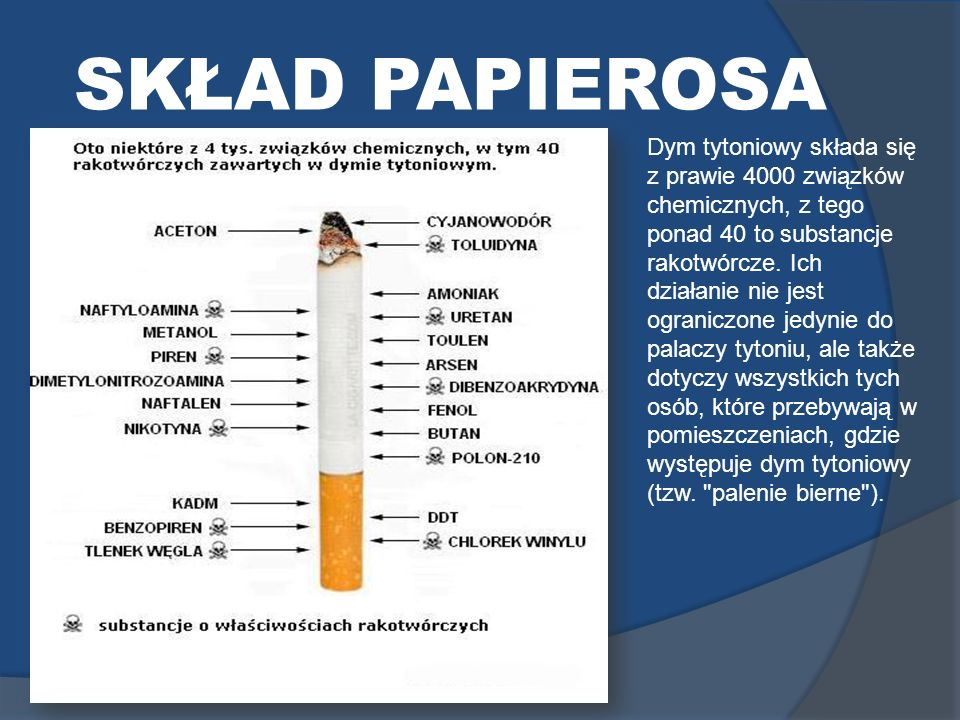 SKŁAD PAPIEROSA
Oto niektóre z 4 tys. związków chemicznych, w tym 40
rakotwórczych zawartych w dymie tytoniowym.
ACETON
NAFTYLOAMINA
METANOL
PIREN
DIMETYLONITROZOAMINA
NAFTALEN
NIKOTYNA
KADM
BENZOPIREN
TLENEK WĘGLA
CYJANOWODÓR
TOLUIDYNA
AMONIAK
URETAN
TOULEN
ARSEN
DIBENZOAKRYDYNA
FENOL
BUTAN
POLON-210
DDT
CHLOREK WINYLU
substancje o właściwościach rakotwórczych
Dym tytoniowy składa się
z prawie 4000 związków
chemicznych, z tego
ponad 40 to substancje
rakotwórcze. Ich
działanie nie jest
ograniczone jedynie do
palaczy tytoniu, ale także
dotyczy wszystkich tych
osób, które przebywają w
pomieszczeniach, gdzie
występuje dym tytoniowy
(tzw. "palenie bierne").